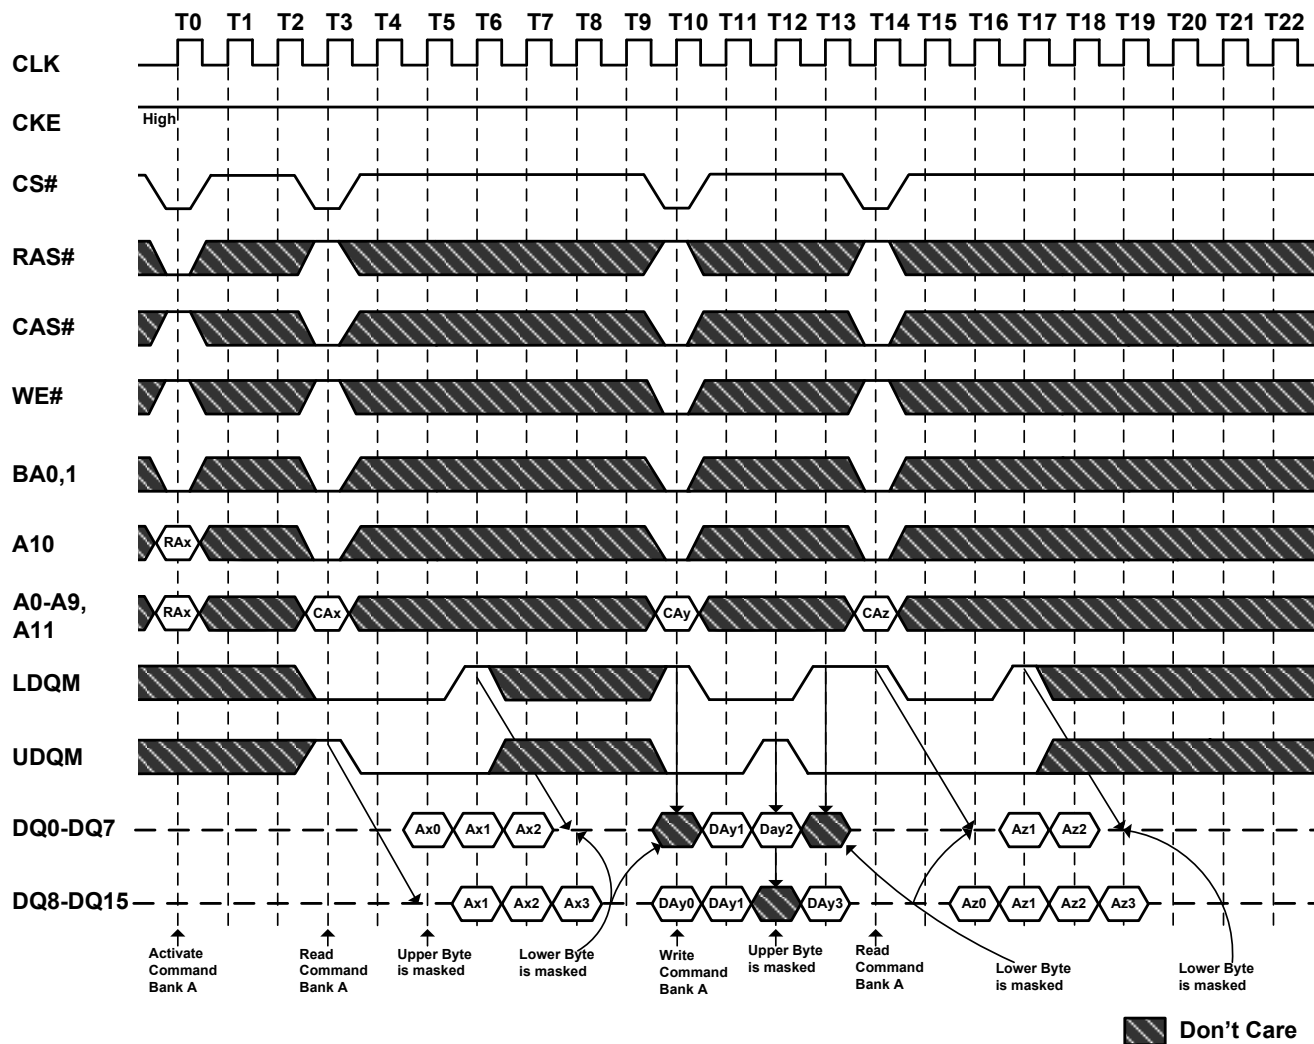 T0 T1 T2 T3 T4 T5 T6 T7 T8 T9 T10 T11 T12 T13 T14 T15 T16 T17 T18 T19 T20 T21 T22
CLK
CKE
High
CS#
RAS#
CAS#
WE#
BA0,1
A10
RAx
A0-A9,
A11
RAx CAx CAy CAz
LDQM
UDQM
DQ0-DQ7
Ax0 Ax1 Ax2 DAy1 Day2 Az1 Az2
DQ8-DQ15
Ax1 Ax2 Ax3 DAy0 DAy1 DAy3 Az0 Az1 Az2 Az3
Activate
Command
Bank A
Read
Command
Bank A
Upper Byte
is masked
Lower Byte
is masked
Write
Command
Bank A
Upper Byte
is masked
Read
Command
Bank A
Lower Byte
is masked
Lower Byte
is masked
Don't Care